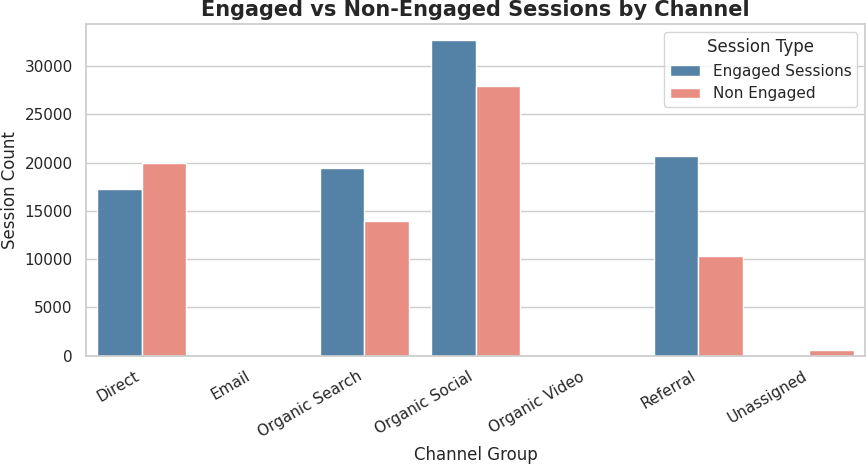 Engaged vs Non-Engaged Sessions by Channel
Session Type
Engaged Sessions
Non Engaged
Session Count
30000
25000
20000
15000
10000
5000
0
Direct
Email
Organic Search
Organic Social
Organic Video
Referral
Unassigned
Channel Group